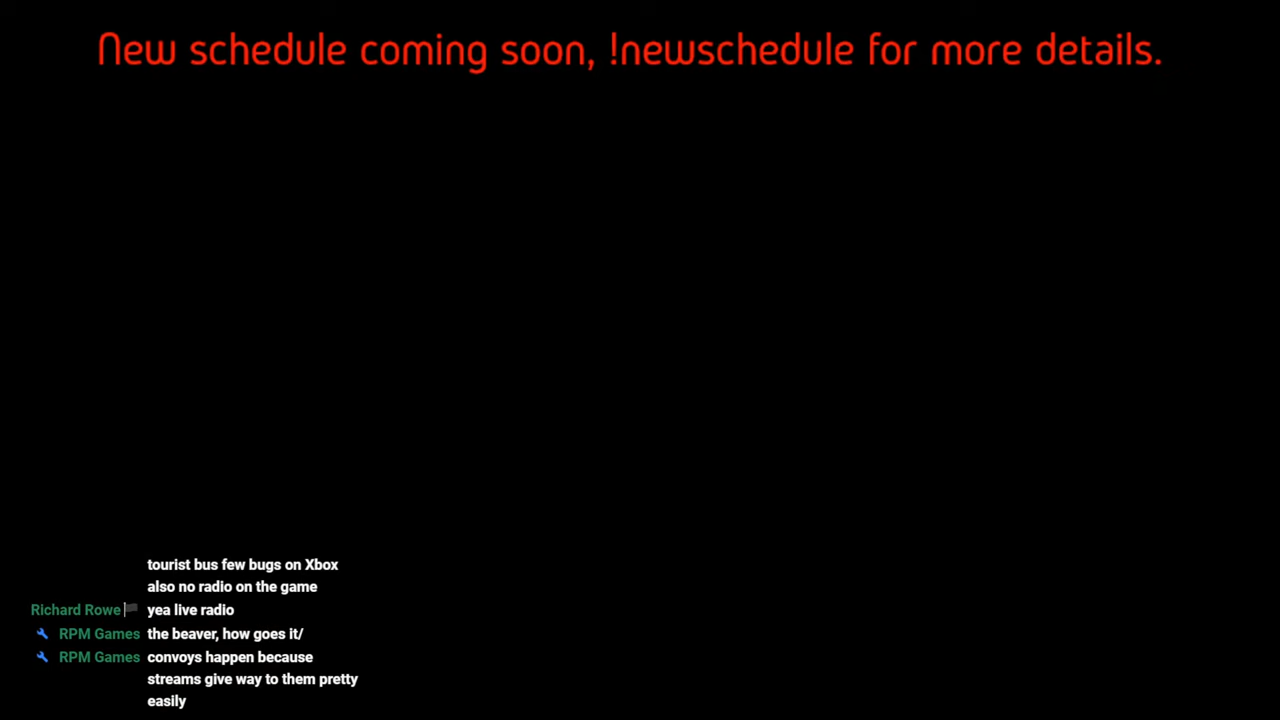 New schedule coming soon, !newschedule for more details.
tourist bus few bugs on Xbox
also no radio on the game
Richard Rowe yea live radio
RPM Games the beaver, how goes it/
RPM Games convoys happen because
streams give way to them pretty
easily